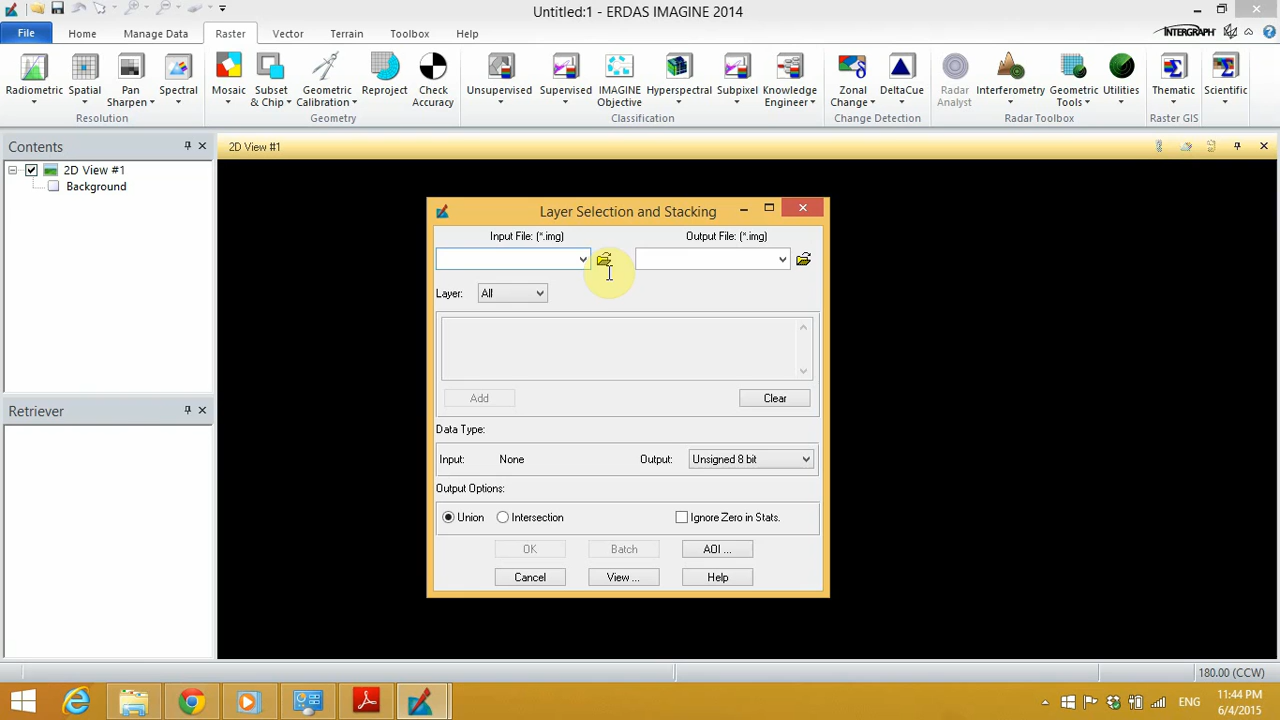 Untitled:1 - ERDAS IMAGINE 2014
File Home Manage Data Raster Vector Terrain Toolbox Help
INTERGRAPH
Radiometric Spatial Pan Sharpen Spectral Mosaic Subset & Chip Geometric Calibration Reproject Check Accuracy Unsupervised Supervised IMAGINE Objective Hyperspectral Subpixel Knowledge Engineer Zonal Change DeltaCue Radar Analyst Interferometry Geometric Tools Utilities Thematic Scientific
Resolution Geometry Classification Change Detection Radar Toolbox Raster GIS
Contents
2D View #1
2D View #1
Background
Layer Selection and Stacking
Input File: (*.img) Output File: (*.img)
Layer: All
Add Clear
Retriever
Data Type:
Input: None Output: Unsigned 8 bit
Output Options:
Union Intersection Ignore Zero in Stats.
OK Batch AOI ...
Cancel View ... Help
180.00 (CCW)
ENG
11:44 PM
6/4/2015